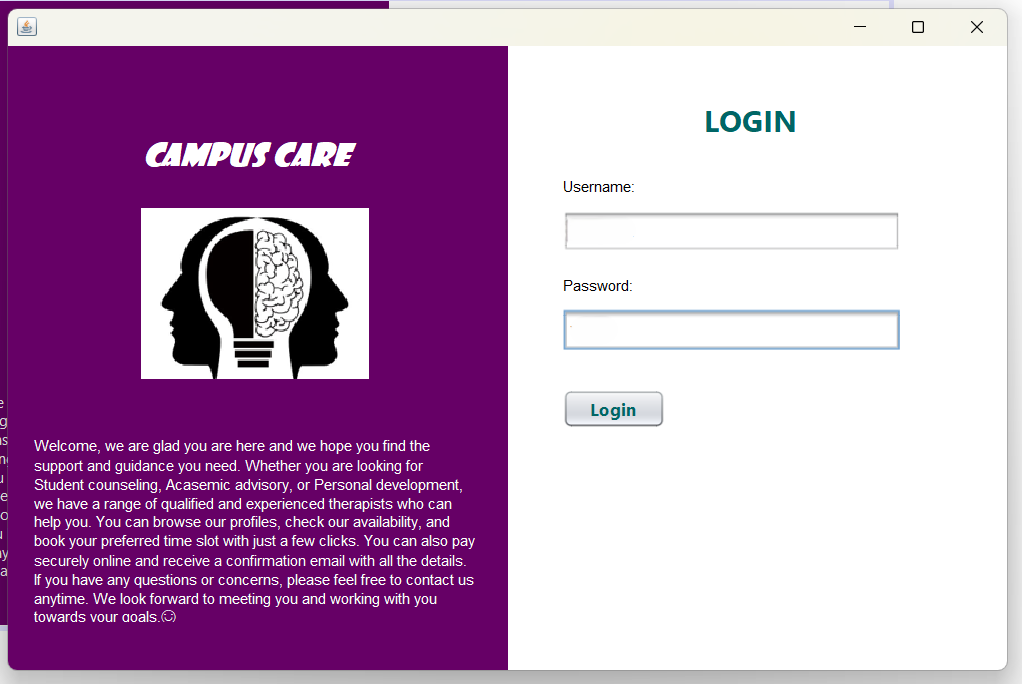 CAMPUS CARE
Welcome, we are glad you are here and we hope you find the
support and guidance you need. Whether you are looking for
Student counseling, Acasemic advisory, or Personal development,
we have a range of qualified and experienced therapists who can
help you. You can browse our profiles, check our availability, and
book your preferred time slot with just a few clicks. You can also pay
securely online and receive a confirmation email with all the details.
If you have any questions or concerns, please feel free to contact us
anytime. We look forward to meeting you and working with you
towards your goals.☺
LOGIN
Username:
Password:
Login